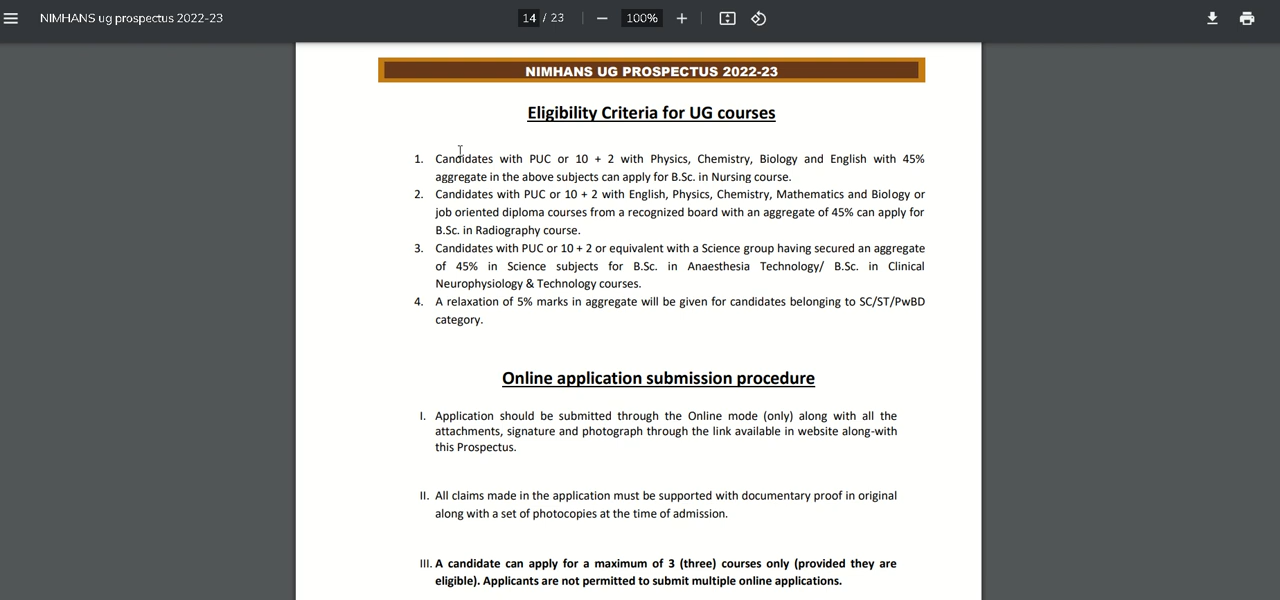 NIMHANS ug prospectus 2022-23
14 / 23
100%
NIMHANS UG PROSPECTUS 2022-23
Eligibility Criteria for UG courses
1. Candidates with PUC or 10 + 2 with Physics, Chemistry, Biology and English with 45%
aggregate in the above subjects can apply for B.Sc. in Nursing course.
2. Candidates with PUC or 10 + 2 with English, Physics, Chemistry, Mathematics and Biology or
job oriented diploma courses from a recognized board with an aggregate of 45% can apply for
B.Sc. in Radiography course.
3. Candidates with PUC or 10 + 2 or equivalent with a Science group having secured an aggregate
of 45% in Science subjects for B.Sc. in Anaesthesia Technology/ B.Sc. in Clinical
Neurophysiology & Technology courses.
4. A relaxation of 5% marks in aggregate will be given for candidates belonging to SC/ST/PwBD
category.
Online application submission procedure
I. Application should be submitted through the Online mode (only) along with all the
attachments, signature and photograph through the link available in website along-with
this Prospectus.
II. All claims made in the application must be supported with documentary proof in original
along with a set of photocopies at the time of admission.
III. A candidate can apply for a maximum of 3 (three) courses only (provided they are
eligible). Applicants are not permitted to submit multiple online applications.